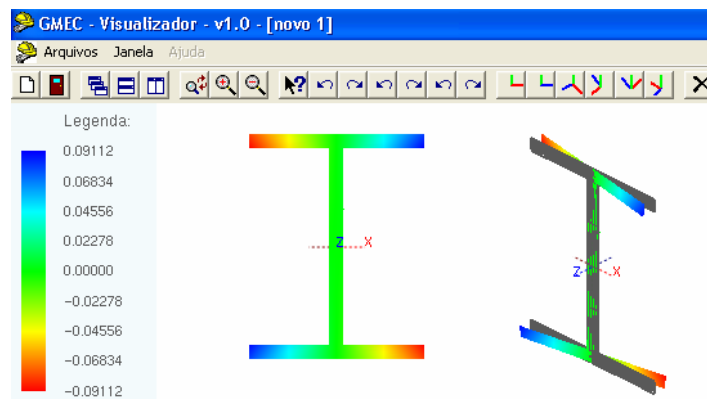 GMEC - Visualizador - v1.0 - [novo 1]
Arquivos Janela Ajuda
Legenda:
0.09112
0.06834
0.04556
0.02278
0.00000
-0.02278
-0.04556
-0.06834
-0.09112
Z X
Z X